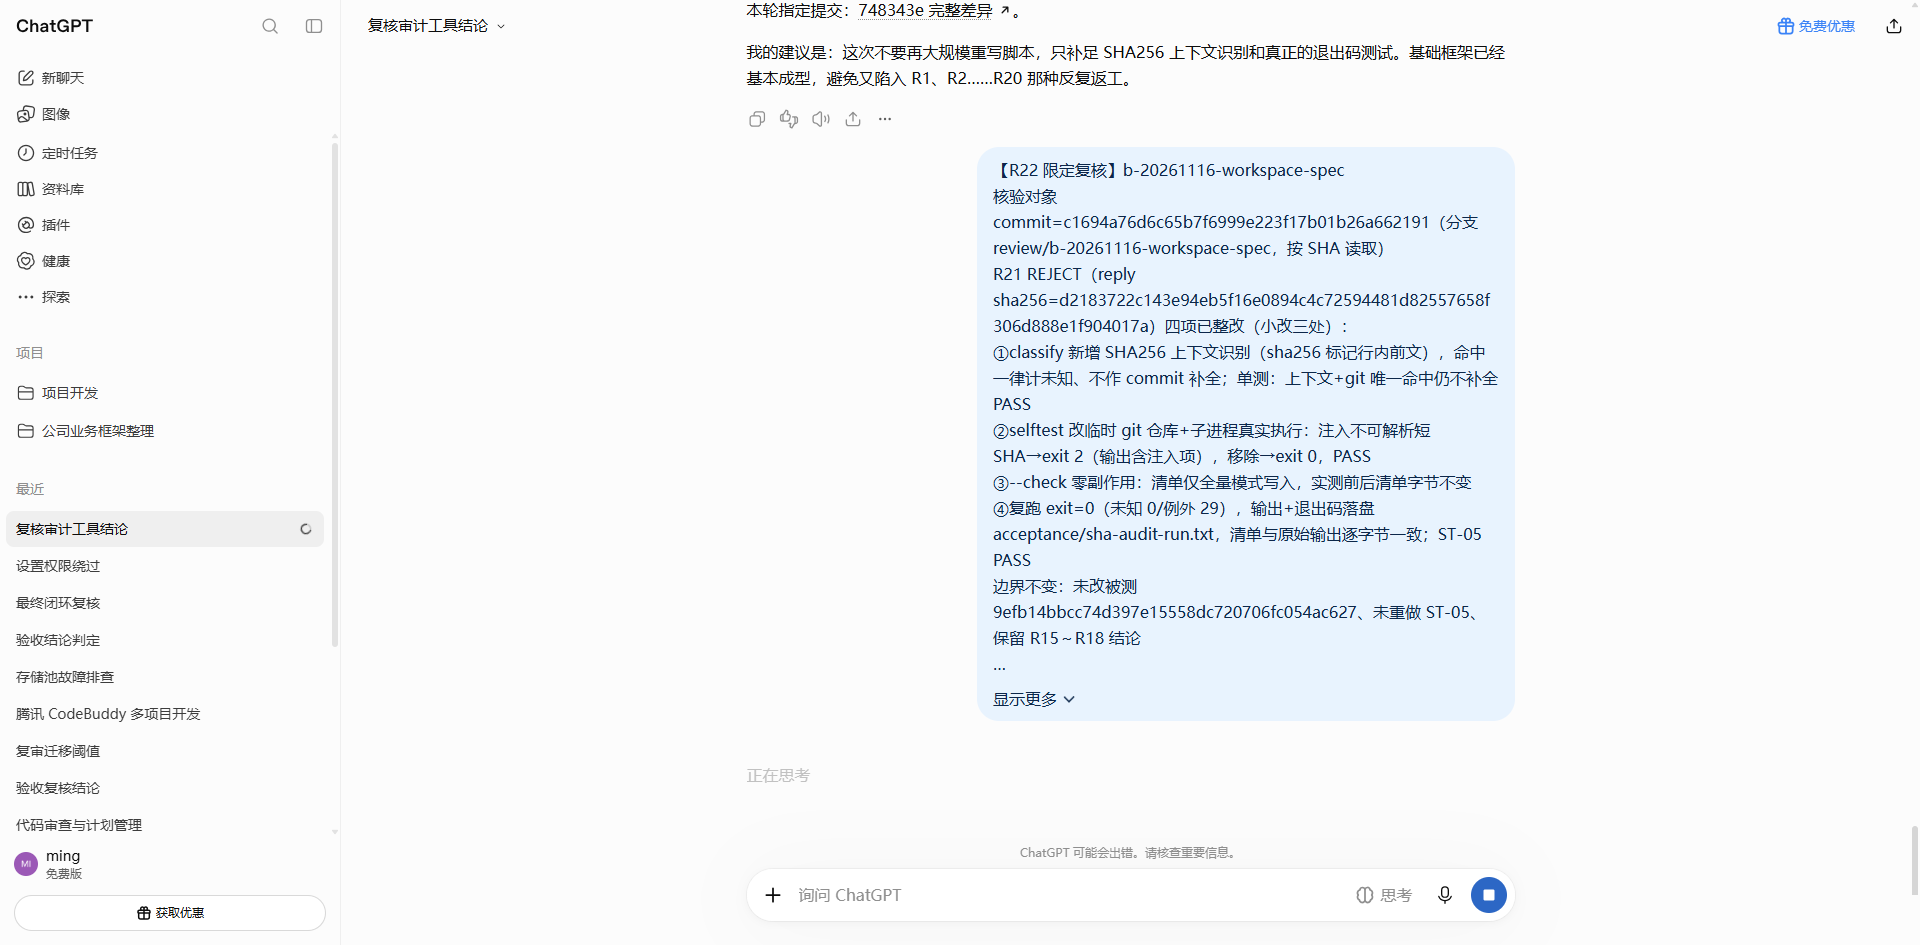 ChatGPT
新聊天
图像
定时任务
资料库
插件
健康
探索
项目
项目开发
公司业务框架整理
最近
复核审计工具结论
设置权限绕过
最终闭环复核
验收结论判定
存储池故障排查
腾讯 CodeBuddy 多项目开发
复审迁移阈值
验收复核结论
代码审查与计划管理
MI
ming
免费版
获取优惠
复核审计工具结论
免费优惠
本轮指定提交：748343e 完整差异 ↗。
我的建议是：这次不要再大规模重写脚本，只补足 SHA256 上下文识别和真正的退出码测试。基础框架已经
基本成型，避免又陷入 R1、R2……R20 那种反复返工。
【R22 限定复核】b-20261116-workspace-spec
核验对象
commit=c1694a76d6c65b7f6999e223f17b01b26a662191（分支
review/b-20261116-workspace-spec，按 SHA 读取）
R21 REJECT（reply
sha256=d2183722c143e94eb5f16e0894c4c72594481d82557658f
306d888e1f904017a）四项已整改（小改三处）：
①classify 新增 SHA256 上下文识别（sha256 标记行内前文），命中
一律计未知、不作 commit 补全；单测：上下文+git 唯一命中仍不补全
PASS
②selftest 改临时 git 仓库+子进程真实执行：注入不可解析短
SHA→exit 2（输出含注入项），移除→exit 0，PASS
③--check 零副作用：清单仅全量模式写入，实测前后清单字节不变
④复跑 exit=0（未知 0/例外 29），输出+退出码落盘
acceptance/sha-audit-run.txt，清单与原始输出逐字节一致；ST-05
PASS
边界不变：未改被测
9efb14bbcc74d397e15558dc720706fc054ac627、未重做 ST-05、
保留 R15～R18 结论
...
显示更多
正在思考
ChatGPT 可能会出错。请核查重要信息。
询问 ChatGPT
思考